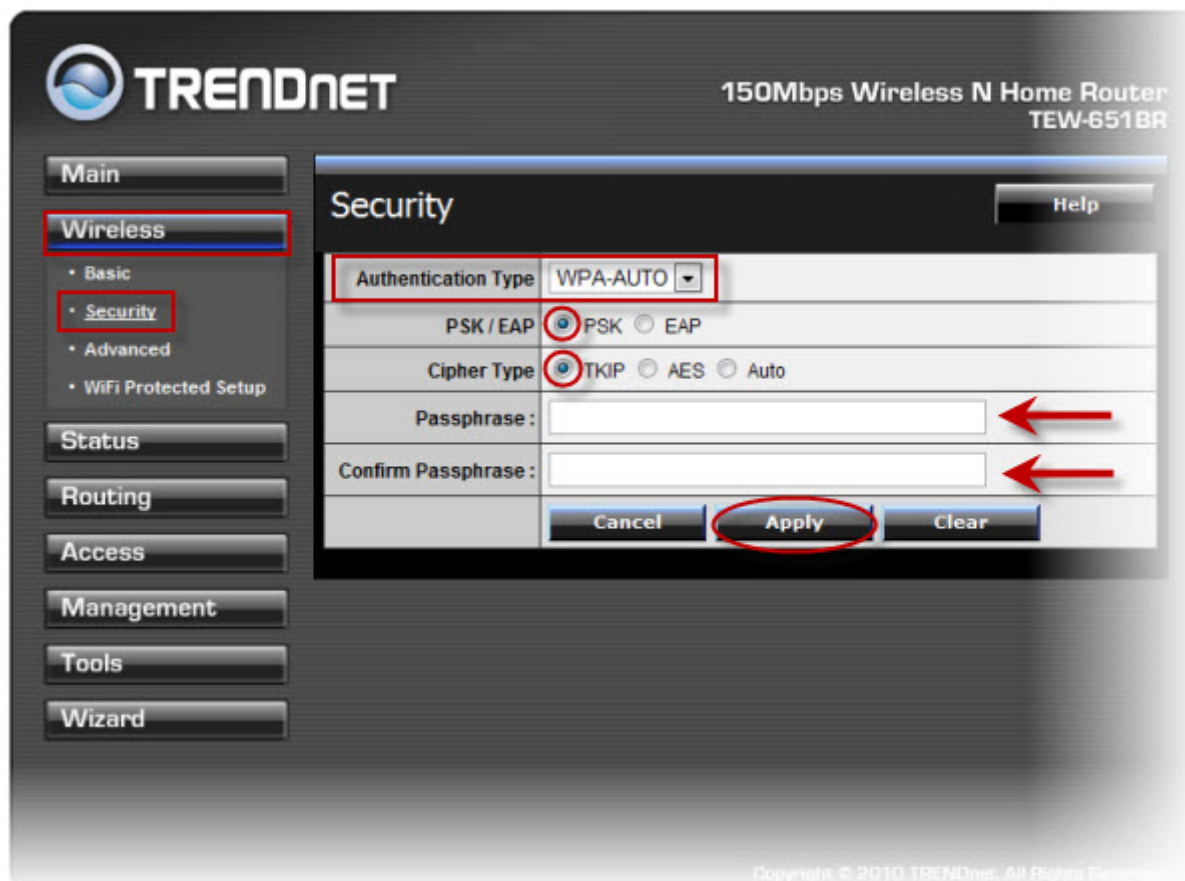 TRENDNET
150Mbps Wireless N Home Router
TEW-651BR
Main
Wireless
• Basic
• Security
• Advanced
• WiFi Protected Setup
Status
Routing
Access
Management
Tools
Wizard
Security
Help
Authentication Type WPA-AUTO
PSK / EAP PSK EAP
Cipher Type TKIP AES Auto
Passphrase :
Confirm Passphrase :
Cancel Apply Clear
Copyright © 2010 TRENDnet. All Rights